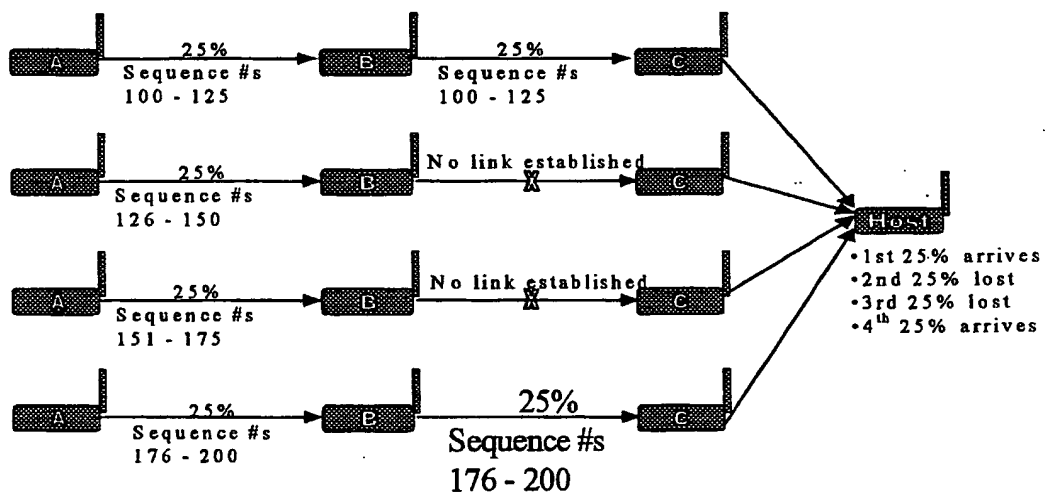 25% 25%
A B C
Sequence #s Sequence #s
100 - 125 100 - 125
No link established
25%
A B X C
Sequence #s
126 - 150
Host
No link established
25%
A B X C
Sequence #s
151 - 175
•1st 25% arrives
•2nd 25% lost
•3rd 25% lost
•4th 25% arrives
25% 25%
A B C
Sequence #s Sequence #s
176 - 200 176 - 200